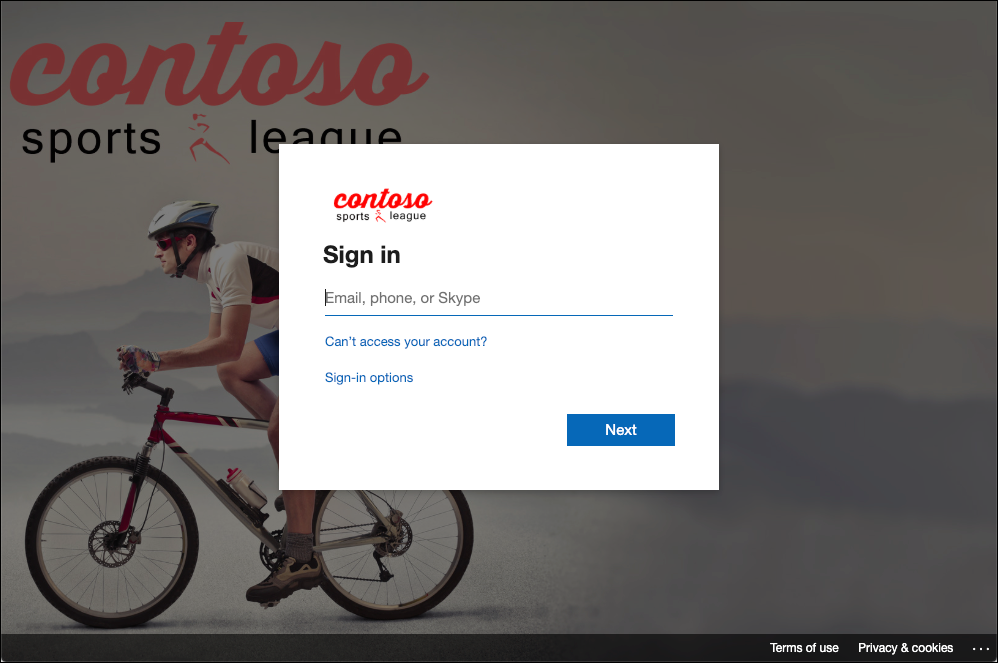 contoso
sports league
contoso
sports league
Sign in
Email, phone, or Skype
Can't access your account?
Sign-in options
Next
Terms of use Privacy & cookies ...